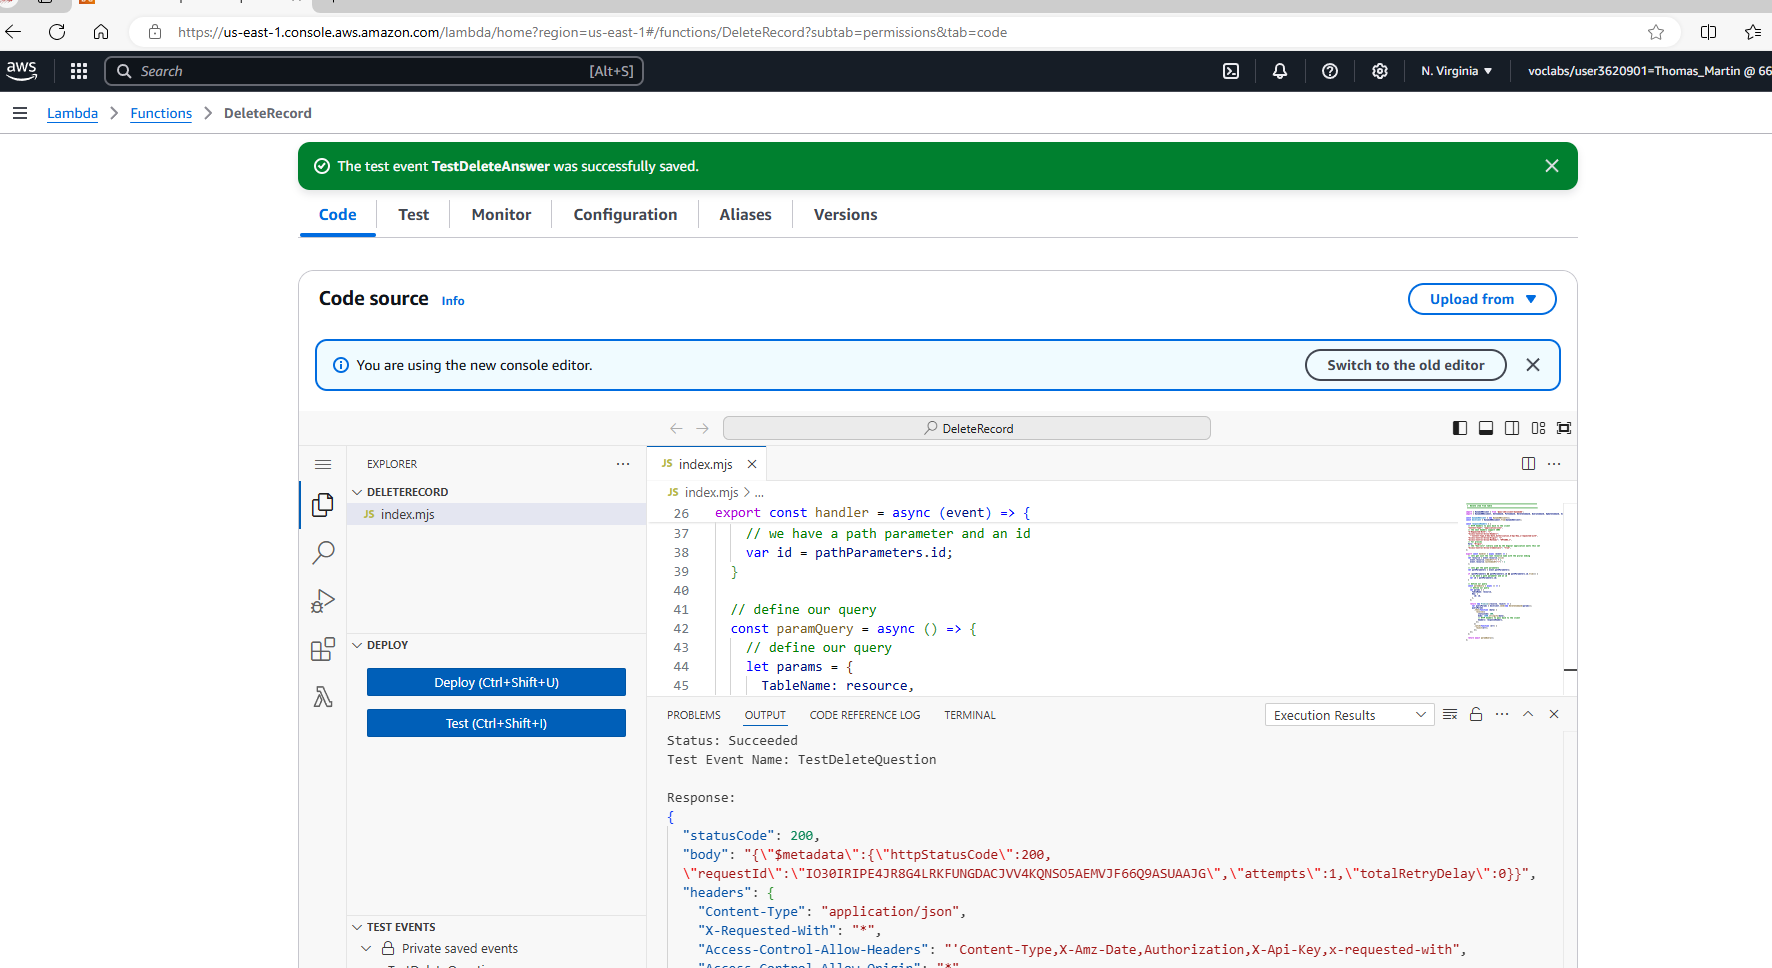 https://us-east-1.console.aws.amazon.com/lambda/home?region=us-east-1#/functions/DeleteRecord?subtab=permissions&tab=code
aws
Search
[Alt+S]
N. Virginia
voclabs/user3620901=Thomas_Martin @ 66
Lambda
Functions
DeleteRecord
The test event TestDeleteAnswer was successfully saved.
Code
Test
Monitor
Configuration
Aliases
Versions
Code source
Info
Upload from
You are using the new console editor.
Switch to the old editor
DeleteRecord
EXPLORER
DELETERECORD
JS index.mjs
DEPLOY
Deploy (Ctrl+Shift+U)
Test (Ctrl+Shift+I)
TEST EVENTS
Private saved events
JS index.mjs
JS index.mjs > ...
26 export const handler = async (event) => {
37 // we have a path parameter and an id
38 var id = pathParameters.id;
39 }
40
41 // define our query
42 const paramQuery = async () => {
43 // define our query
44 let params = {
45 TableName: resource,
PROBLEMS
OUTPUT
CODE REFERENCE LOG
TERMINAL
Execution Results
Status: Succeeded
Test Event Name: TestDeleteQuestion
Response:
{
"statusCode": 200,
"body": "{\"$metadata\":{\"httpStatusCode\":200,
\"requestId\":\"IO30IRIPE4JR8G4LRKFUNGDACJVV4KQNSO5AEMVJF66Q9ASUAAJG\",\"attempts\":1,\"totalRetryDelay\":0}}",
"headers": {
"Content-Type": "application/json",
"X-Requested-With": "*",
"Access-Control-Allow-Headers": "'Content-Type,X-Amz-Date,Authorization,X-Api-Key,x-requested-with",